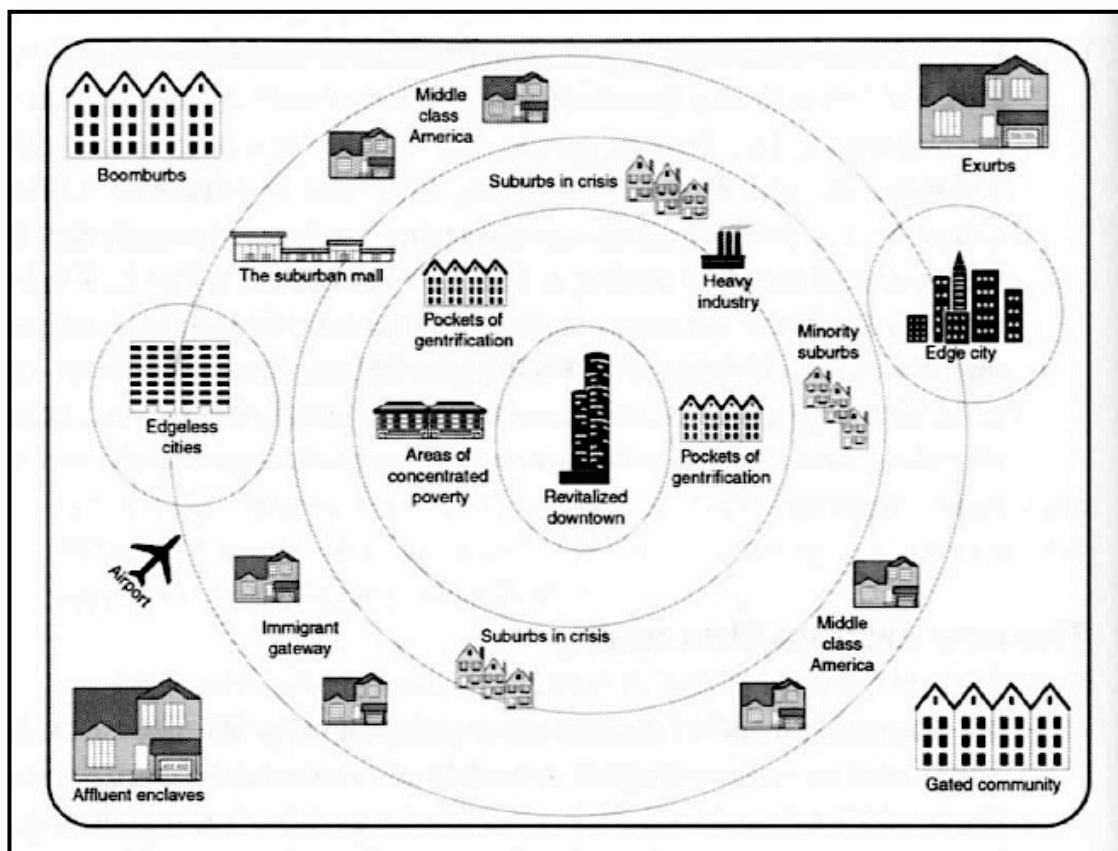 Middle
class
America
Boomburbs
Exurbs
Suburbs in crisis
The suburban mall
Heavy
industry
Pockets of
gentrification
Minority
suburbs
Edge city
Edgeless
cities
Areas of
concentrated
poverty
Revitalized
downtown
Pockets of
gentrification
Airport
Immigrant
gateway
Suburbs in crisis
Middle
class
America
Affluent enclaves
Gated community